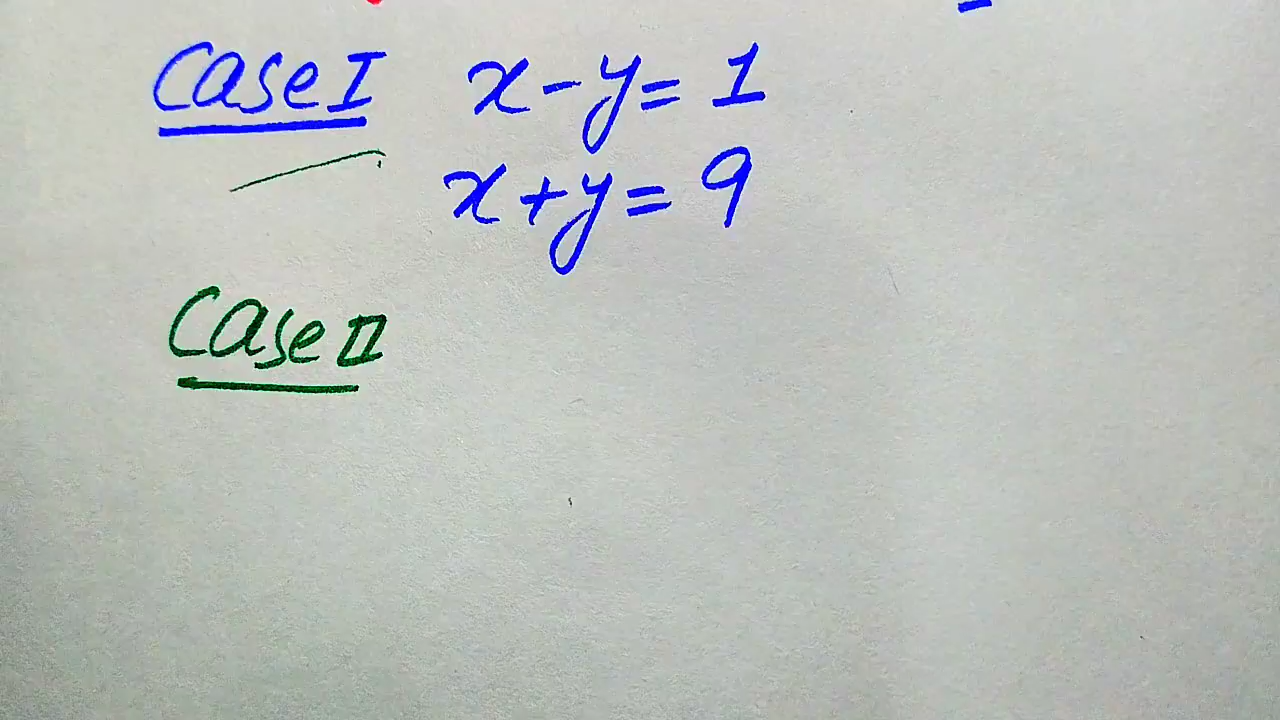 Case I x - y = 1
x + y = 9
Case II